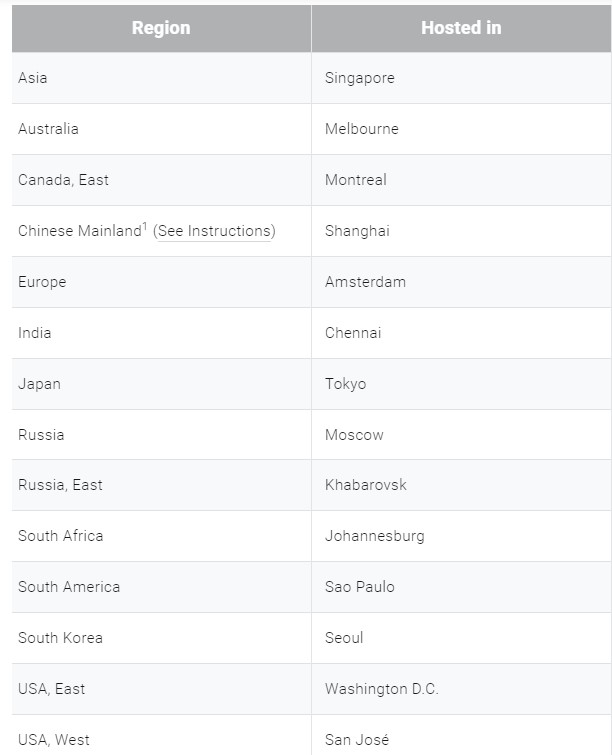 Region Hosted in
Asia Singapore
Australia Melbourne
Canada, East Montreal
Chinese Mainland¹ (See Instructions) Shanghai
Europe Amsterdam
India Chennai
Japan Tokyo
Russia Moscow
Russia, East Khabarovsk
South Africa Johannesburg
South America Sao Paulo
South Korea Seoul
USA, East Washington D.C.
USA, West San José